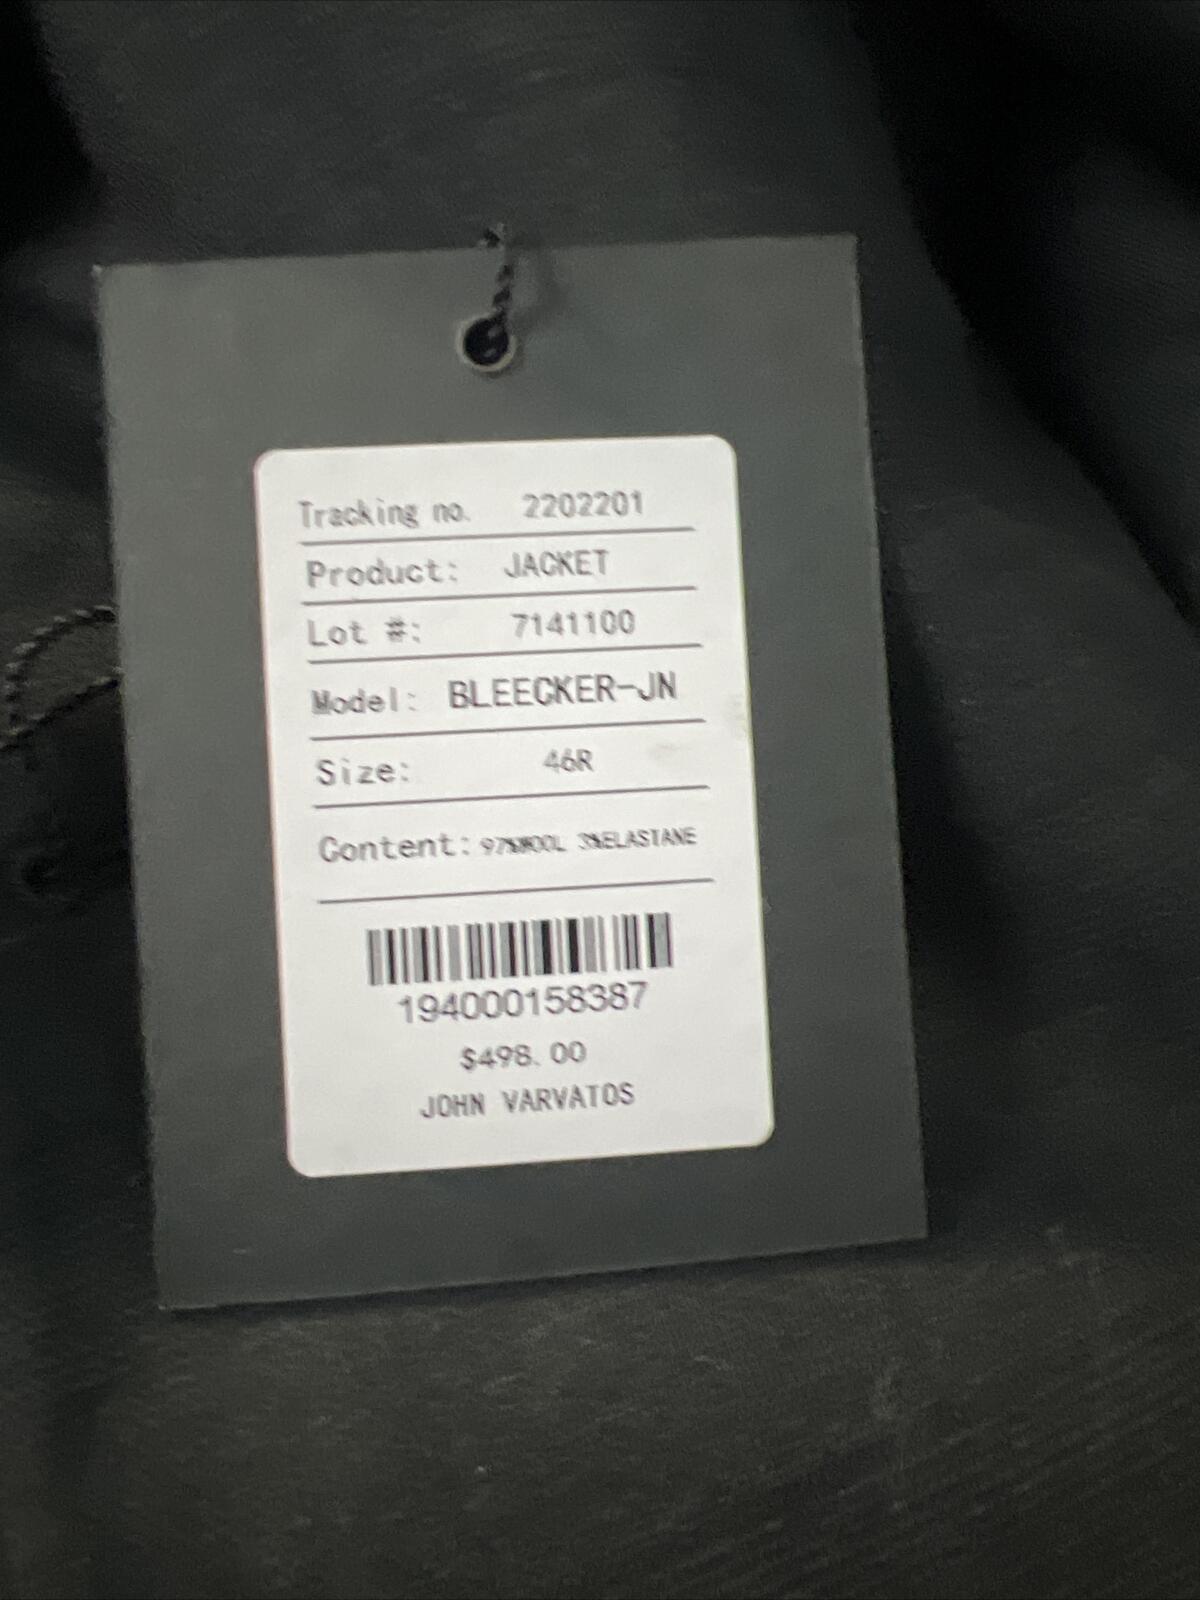 Tracking no. 2202201
Product: JACKET
Lot #: 7141100
Model: BLEECKER-JN
Size: 46R
Content: 97%WOOL 3%ELASTANE
194000158387
$498.00
JOHN VARVATOS